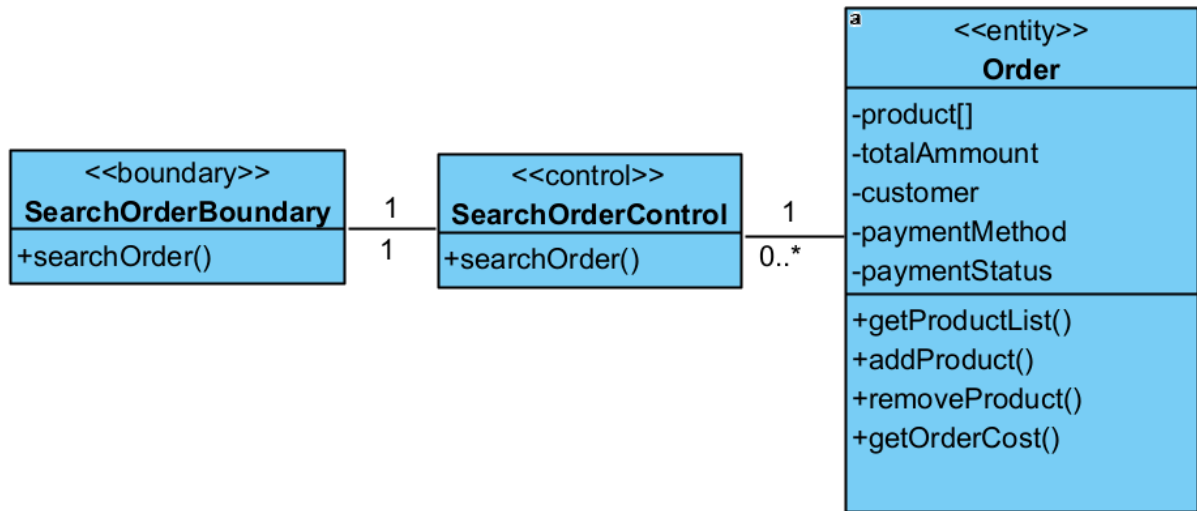 <<boundary>>
SearchOrderBoundary
+searchOrder()
1
1
<<control>>
SearchOrderControl
+searchOrder()
1
0..*
a
<<entity>>
Order
-product[]
-totalAmmount
-customer
-paymentMethod
-paymentStatus
+getProductList()
+addProduct()
+removeProduct()
+getOrderCost()